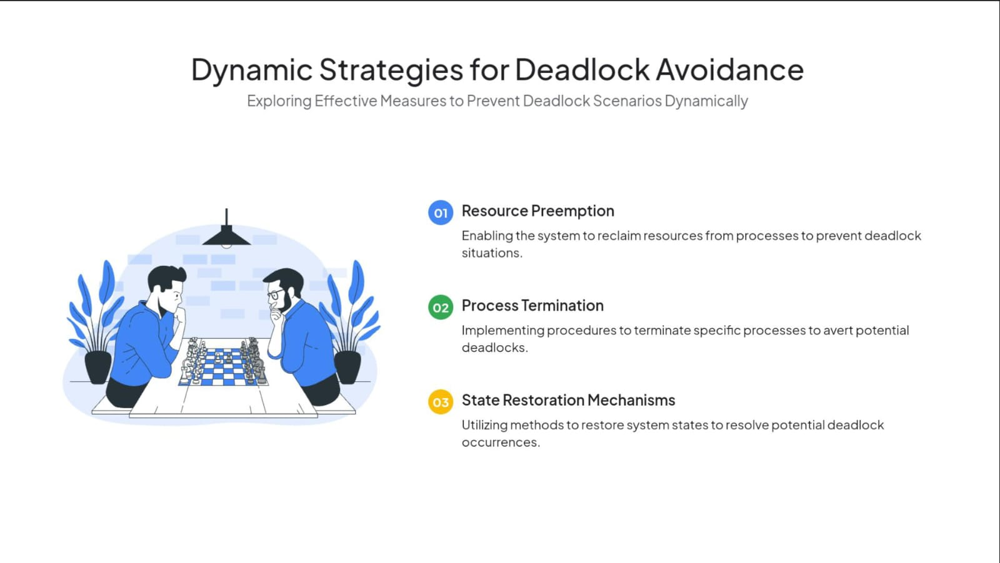 Dynamic Strategies for Deadlock Avoidance
Exploring Effective Measures to Prevent Deadlock Scenarios Dynamically
01 Resource Preemption
Enabling the system to reclaim resources from processes to prevent deadlock
situations.
02 Process Termination
Implementing procedures to terminate specific processes to avert potential
deadlocks.
03 State Restoration Mechanisms
Utilizing methods to restore system states to resolve potential deadlock
occurrences.